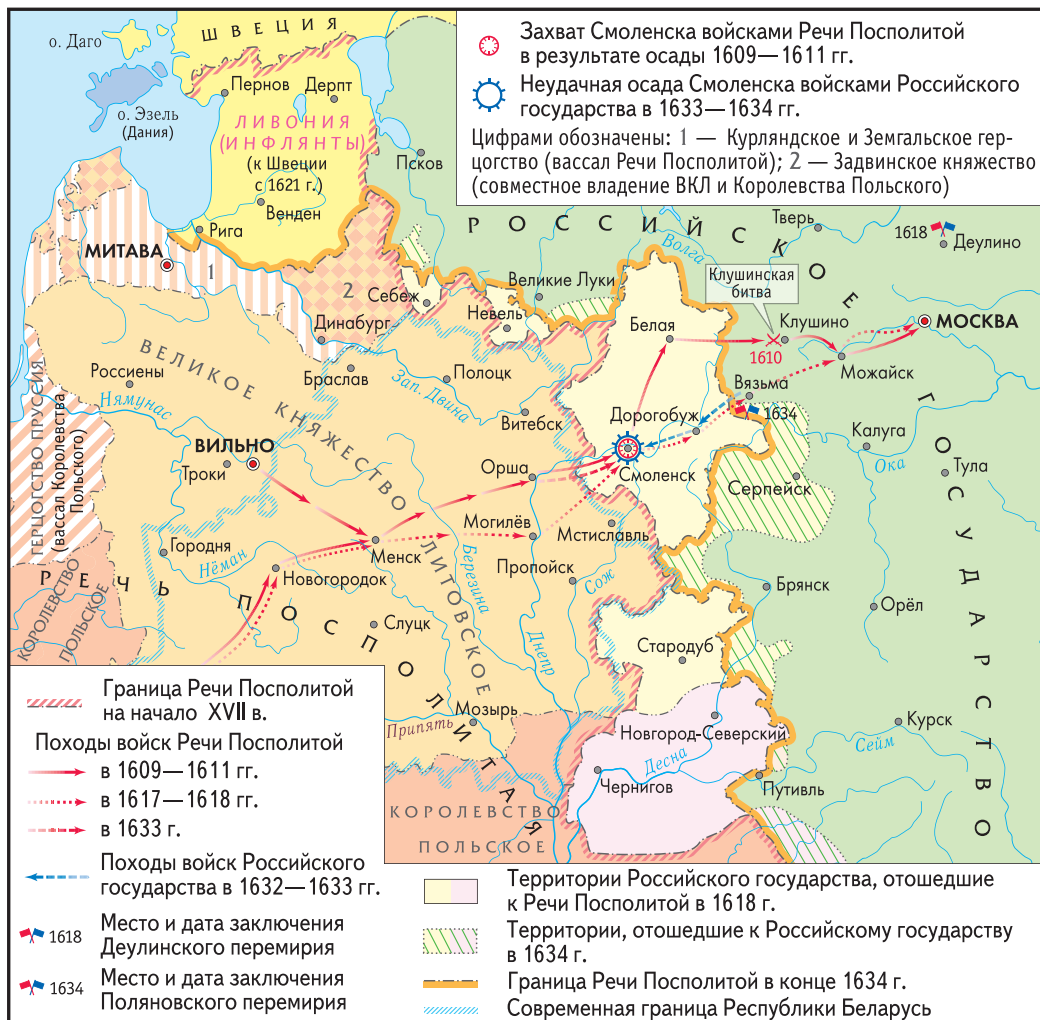 Захват Смоленска войсками Речи Посполитой
в результате осады 1609—1611 гг.
Неудачная осада Смоленска войсками Российского
государства в 1633—1634 гг.
Цифрами обозначены: 1 — Курляндское и Земгальское гер-
цогство (вассал Речи Посполитой); 2 — Задвинское княжество
(совместное владение ВКЛ и Королевства Польского)
ШВЕЦИЯ
о. Даго
Пернов
Дерпт
о. Эзель
(Дания)
ЛИВОНИЯ
(ИНФЛЯНТЫ)
(к Швеции
с 1621 г.)
Венден
Рига
Псков
РОССИЙСКОЕ ГОСУДАРСТВО
Тверь
1618
Деулино
Волга
МИТАВА
1
2
Динабург
Себеж
Невель
Великие Луки
Клушинская
битва
Белая
Клушино
1610
МОСКВА
Можайск
Вязьма
1634
ВЕЛИКОЕ КНЯЖЕСТВО ЛИТОВСКОЕ
Россиены
Браслав
Полоцк
Зап. Двина
Нямунас
Витебск
Дорогобуж
Калуга
Ока
ГЕРЦОГСТВО ПРУССИЯ
(вассал Королевства
Польского)
ВИЛЬНО
Троки
Орша
Смоленск
Серпейск
Тула
Могилёв
Мстиславль
Городня
Нёман
Менск
Березина
Новогородок
Пропойск
Сож
Брянск
РЕЧЬ ПОСПОЛИТАЯ
КОРОЛЕВСТВО
ПОЛЬСКОЕ
Слуцк
Днепр
Орёл
Стародуб
Мозырь
Припять
Новгород-Северский
Десна
Курск
Сейм
Чернигов
Путивль
КОРОЛЕВСТВО
ПОЛЬСКОЕ
Граница Речи Посполитой
на начало XVII в.
Походы войск Речи Посполитой
в 1609—1611 гг.
в 1617—1618 гг.
в 1633 г.
Походы войск Российского
государства в 1632—1633 гг.
1618
Место и дата заключения
Деулинского перемирия
1634
Место и дата заключения
Поляновского перемирия
Территории Российского государства, отошедшие
к Речи Посполитой в 1618 г.
Территории, отошедшие к Российскому государству
в 1634 г.
Граница Речи Посполитой в конце 1634 г.
Современная граница Республики Беларусь